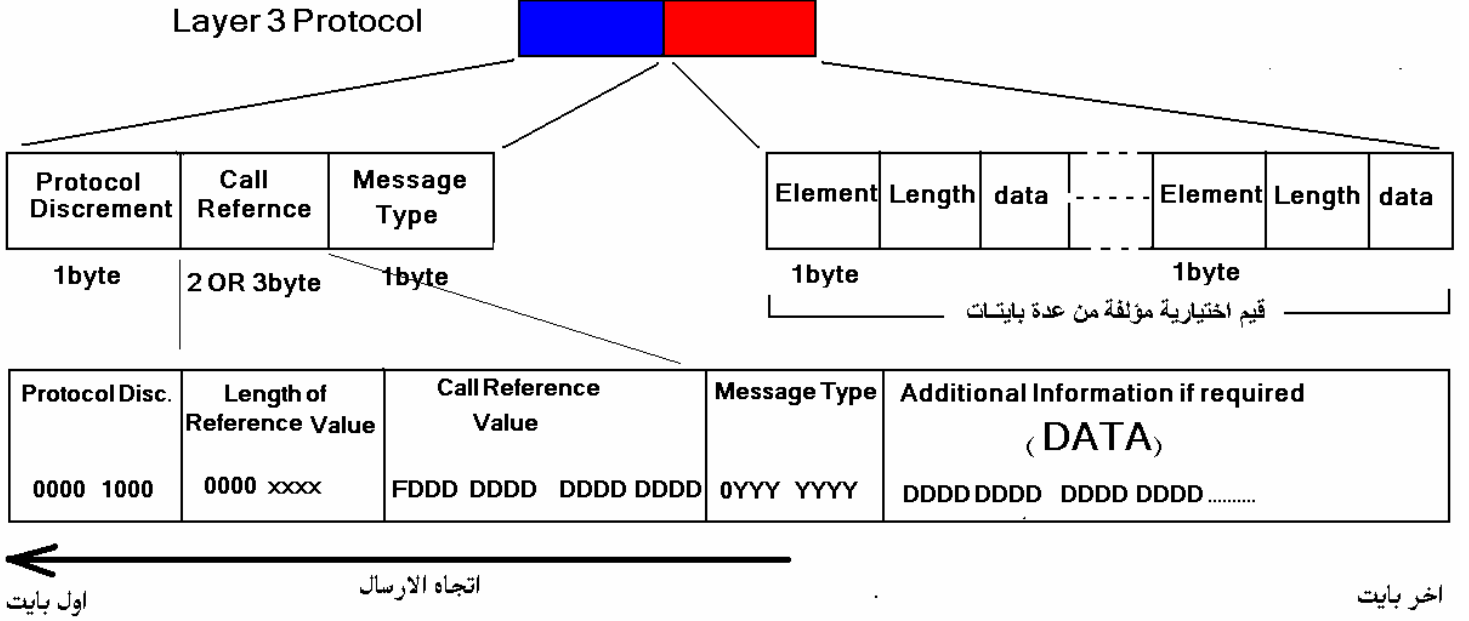 Layer 3 Protocol
Protocol
Discrement
Call
Refernce
Message
Type
Element
Length
data
Element
Length
data
1byte
2 OR 3byte
1byte
1byte
1byte
قيم اختيارية مؤلفة من عدة بايتات
Protocol Disc.
0000 1000
Length of
Reference Value
0000 xxxx
Call Reference
Value
FDDD DDDD DDDD DDDD
Message Type
0YYY YYYY
Additional Information if required
(DATA)
DDDD DDDD DDDD DDDD..........
اتجاه الارسال
اول بايت
اخر بايت